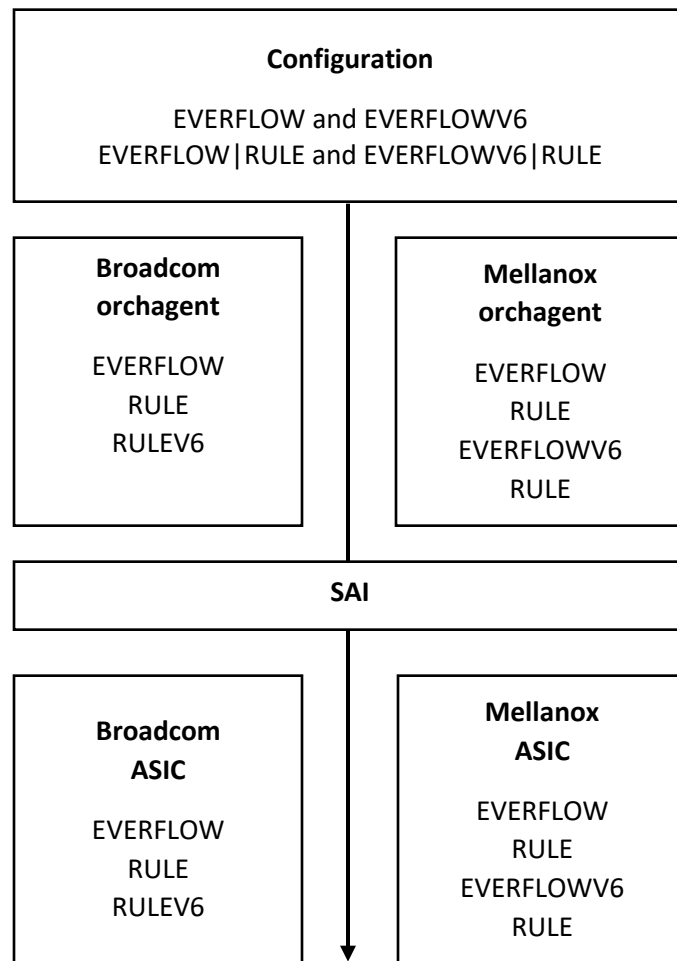 Configuration
EVERFLOW and EVERFLOWV6
EVERFLOW|RULE and EVERFLOWV6|RULE
Broadcom
orchagent
EVERFLOW
RULE
RULEV6
Mellanox
orchagent
EVERFLOW
RULE
EVERFLOWV6
RULE
SAI
Broadcom
ASIC
EVERFLOW
RULE
RULEV6
Mellanox
ASIC
EVERFLOW
RULE
EVERFLOWV6
RULE